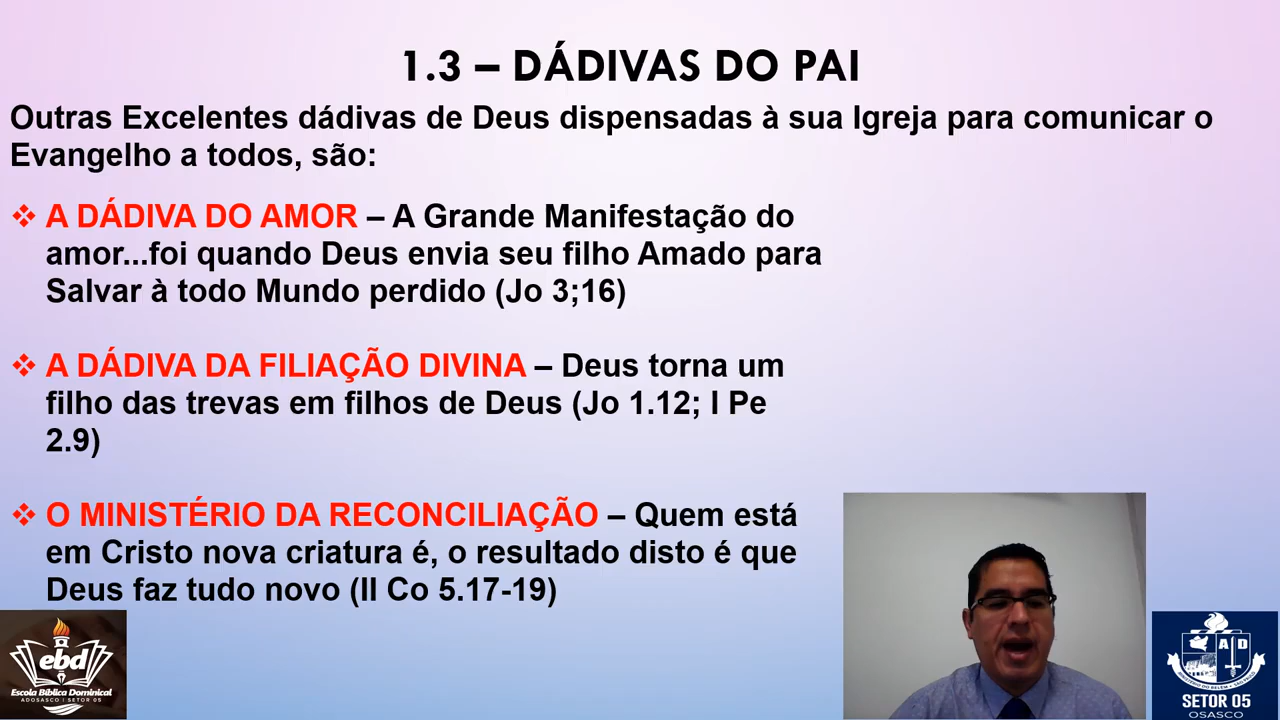 1.3 – DÁDIVAS DO PAI
Outras Excelentes dádivas de Deus dispensadas à sua Igreja para comunicar o
Evangelho a todos, são:
❖ A DÁDIVA DO AMOR – A Grande Manifestação do
amor...foi quando Deus envia seu filho Amado para
Salvar à todo Mundo perdido (Jo 3;16)
❖ A DÁDIVA DA FILIAÇÃO DIVINA – Deus torna um
filho das trevas em filhos de Deus (Jo 1.12; I Pe
2.9)
❖ O MINISTÉRIO DA RECONCILIAÇÃO – Quem está
em Cristo nova criatura é, o resultado disto é que
Deus faz tudo novo (II Co 5.17-19)
ebd
Escola Bíblica Dominical
ADOSASCO | SETOR 05
A D
SETOR 05
OSASCO